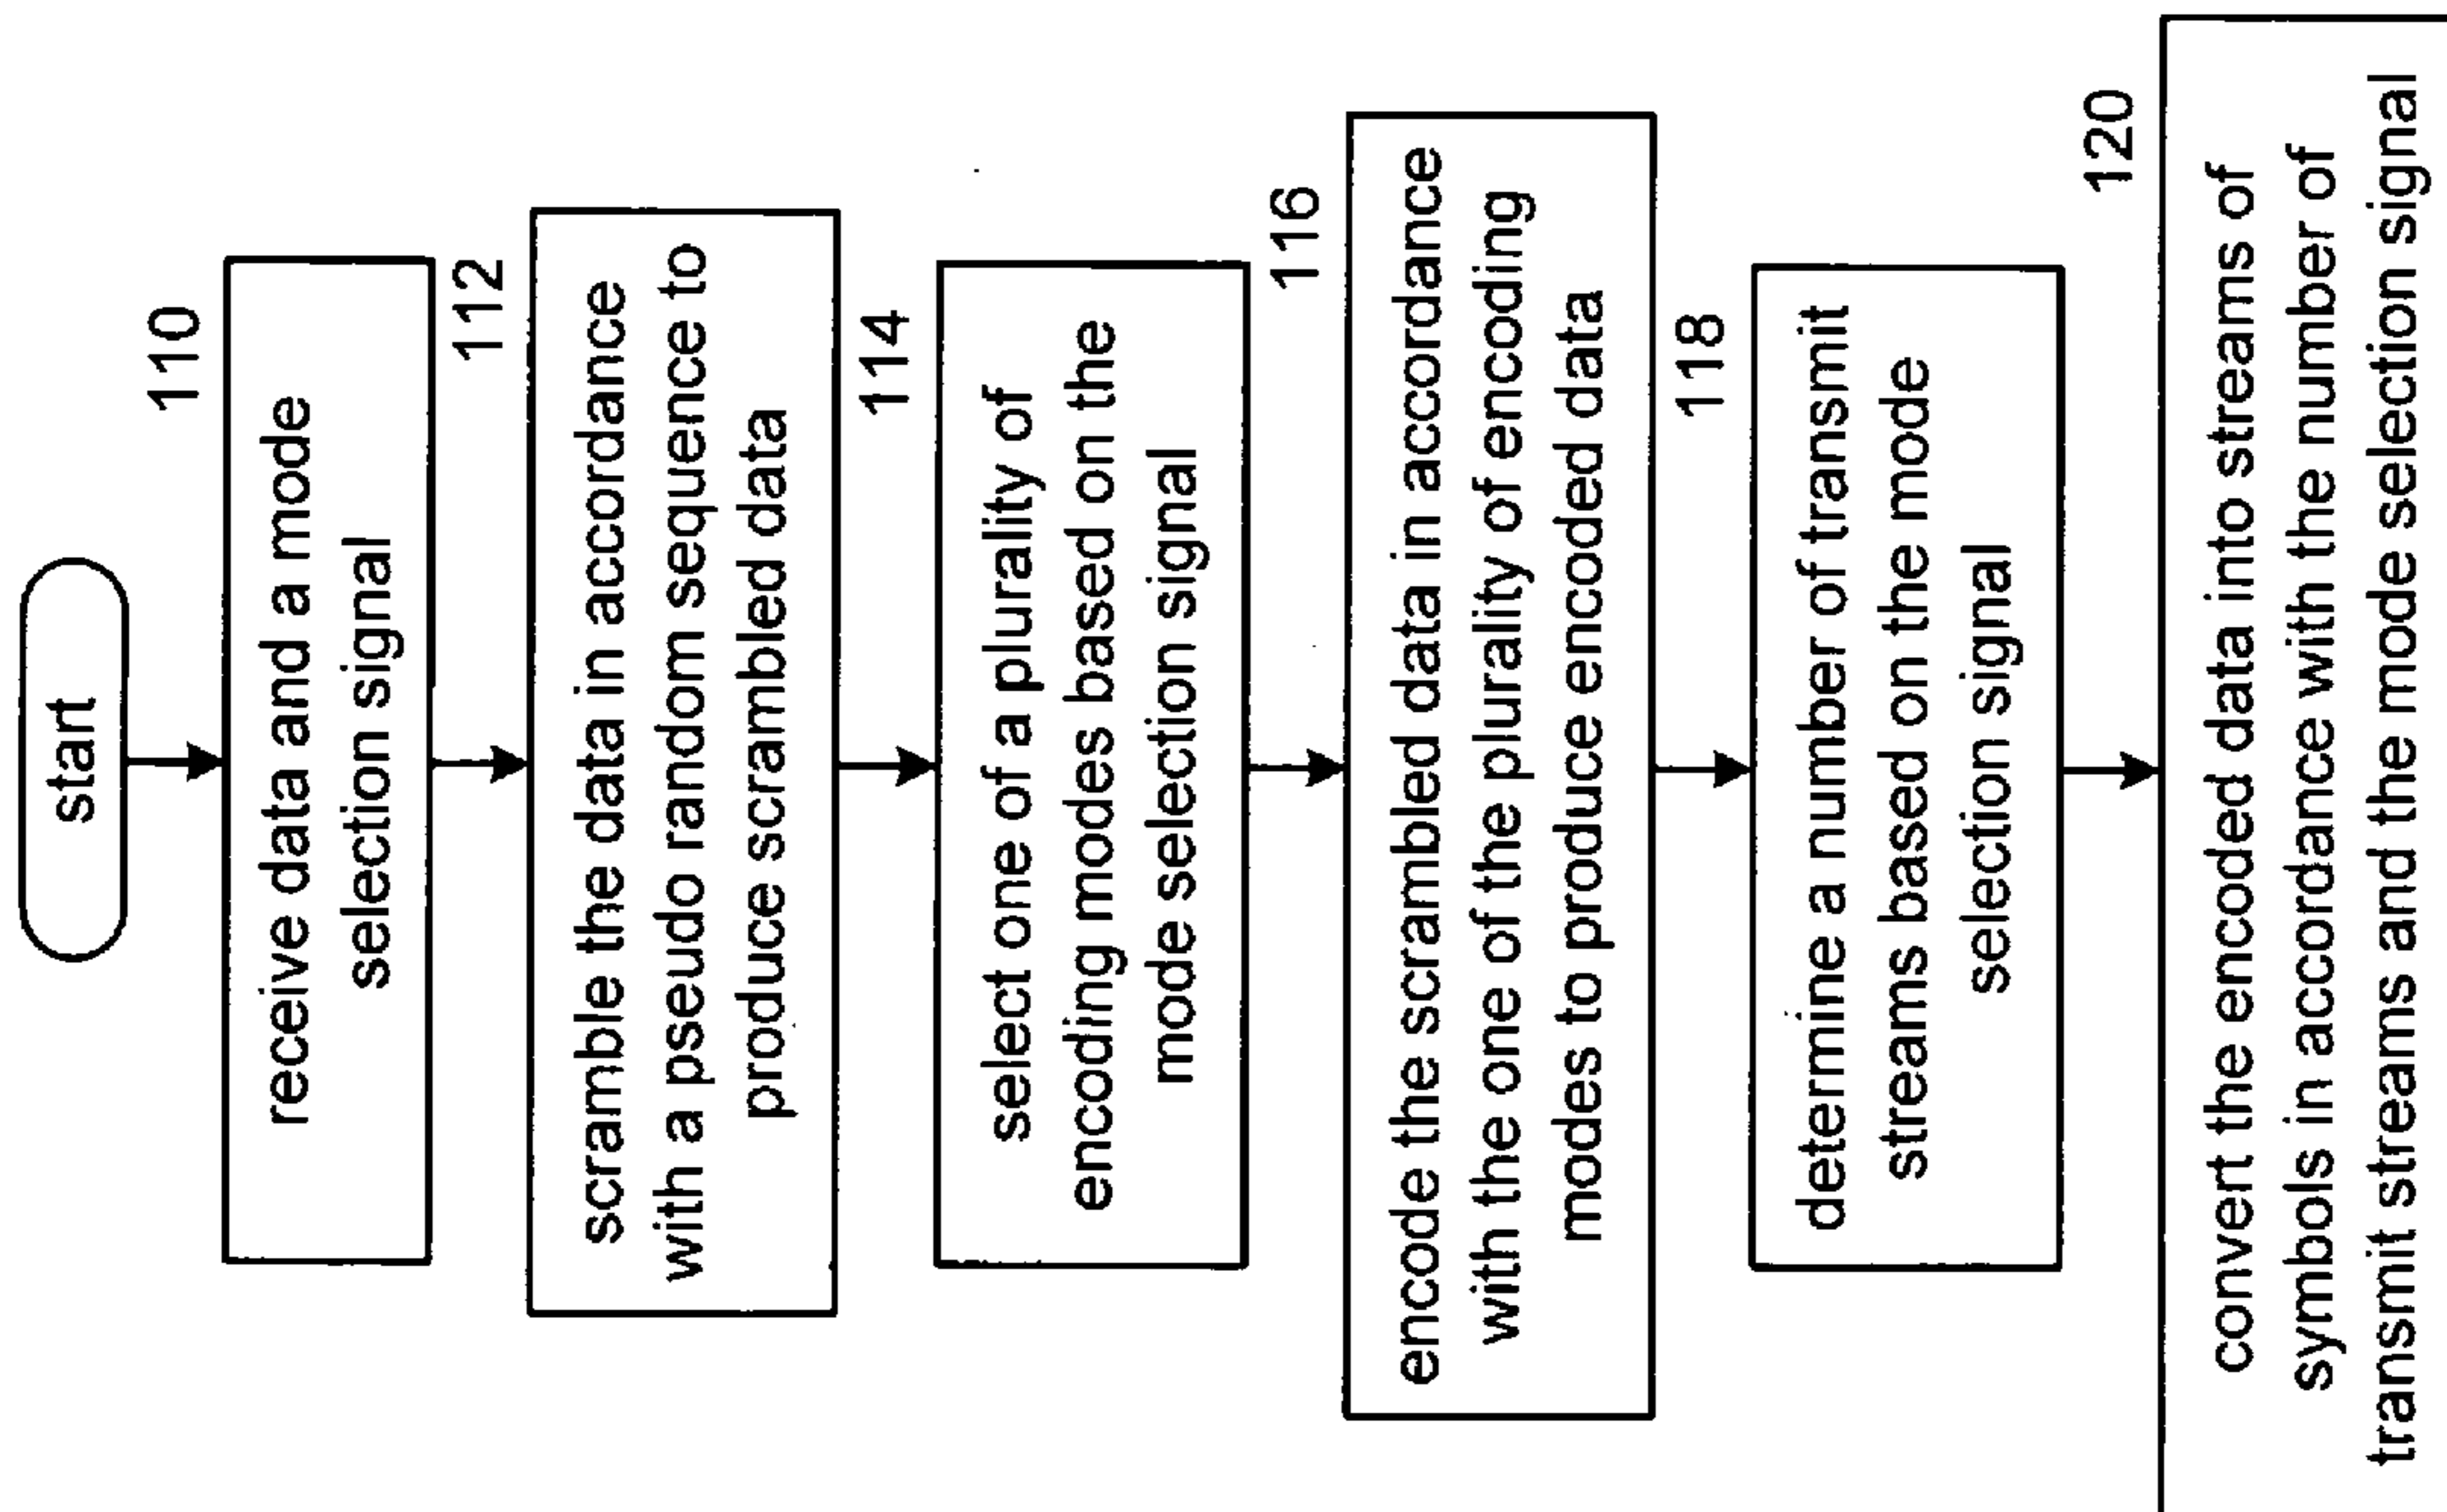 start
110
receive data and a mode
selection signal
112
scramble the data in accordance
with a pseudo random sequence to
produce scrambled data
114
select one of a plurality of
encoding modes based on the
mode selection signal
116
encode the scrambled data in accordance
with the one of the plurality of encoding
modes to produce encoded data
118
determine a number of transmit
streams based on the mode
selection signal
120
convert the encoded data into streams of
symbols in accordance with the number of
transmit streams and the mode selection signal